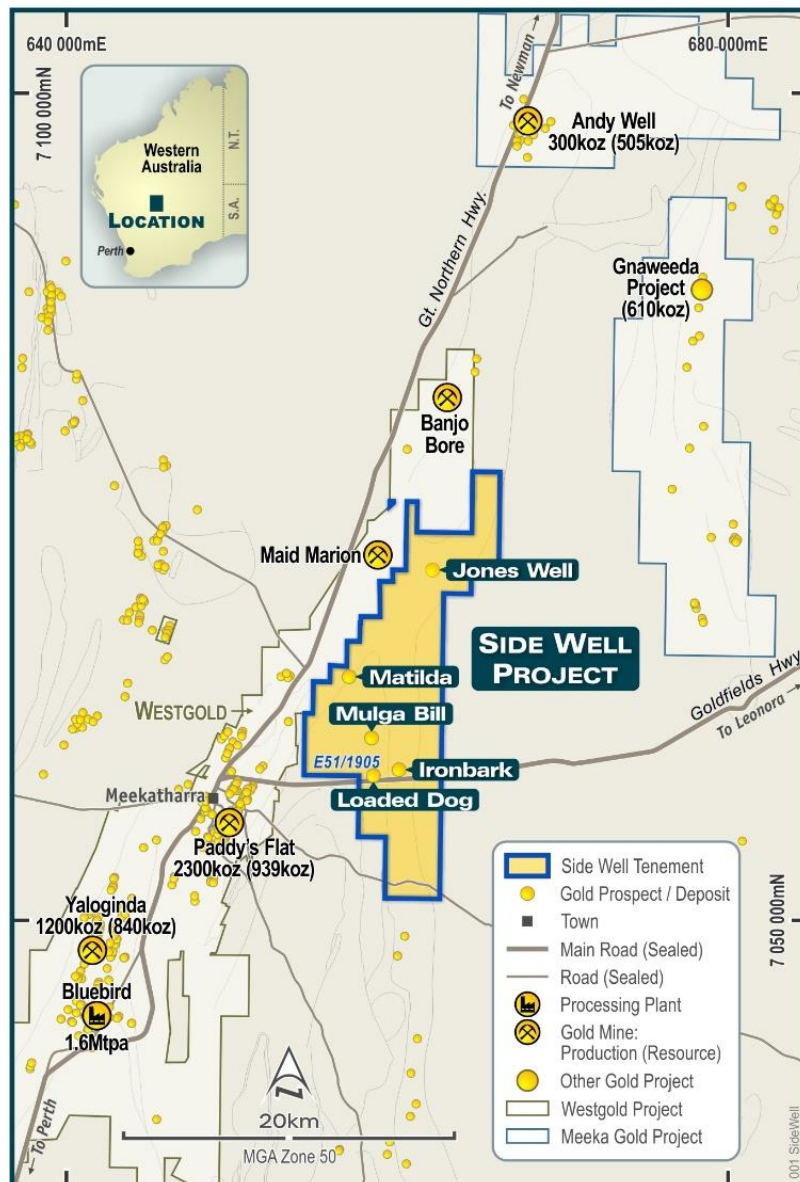 640 000mE
680 000mE
7 100 000mN
To Newman
Western
Australia
N.T.
S.A.
LOCATION
Perth
Andy Well
300koz (505koz)
Gt. Northern Hwy.
Gnaweeda
Project
(610koz)
Banjo
Bore
Maid Marion
Jones Well
SIDE WELL
PROJECT
Matilda
WESTGOLD
Mulga Bill
Goldfields Hwy
To Leonora
E51/1905
Ironbark
Loaded Dog
Meekatharra
Paddy's Flat
2300koz (939koz)
Yaloginda
1200koz (840koz)
Bluebird
1.6Mtpa
7 050 000mN
Side Well Tenement
Gold Prospect / Deposit
Town
Main Road (Sealed)
Road (Sealed)
Processing Plant
Gold Mine:
Production (Resource)
Other Gold Project
Westgold Project
Meeka Gold Project
To Perth
20km
MGA Zone 50
001 SideWell